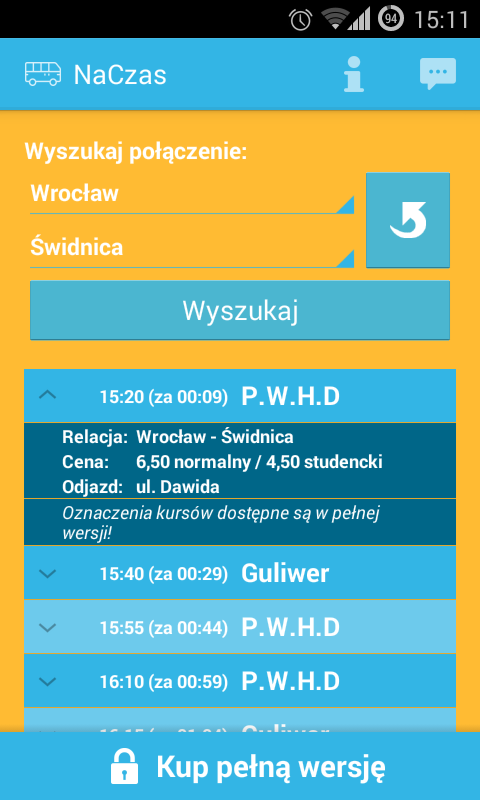 94 15:11
NaCzas
Wyszukaj połączenie:
Wrocław
Świdnica
Wyszukaj
15:20 (za 00:09) P.W.H.D
Relacja: Wrocław - Świdnica
Cena: 6,50 normalny / 4,50 studencki
Odjazd: ul. Dawida
Oznaczenia kursów dostępne są w pełnej
wersji!
15:40 (za 00:29) Guliwer
15:55 (za 00:44) P.W.H.D
16:10 (za 00:59) P.W.H.D
Kup pełną wersję